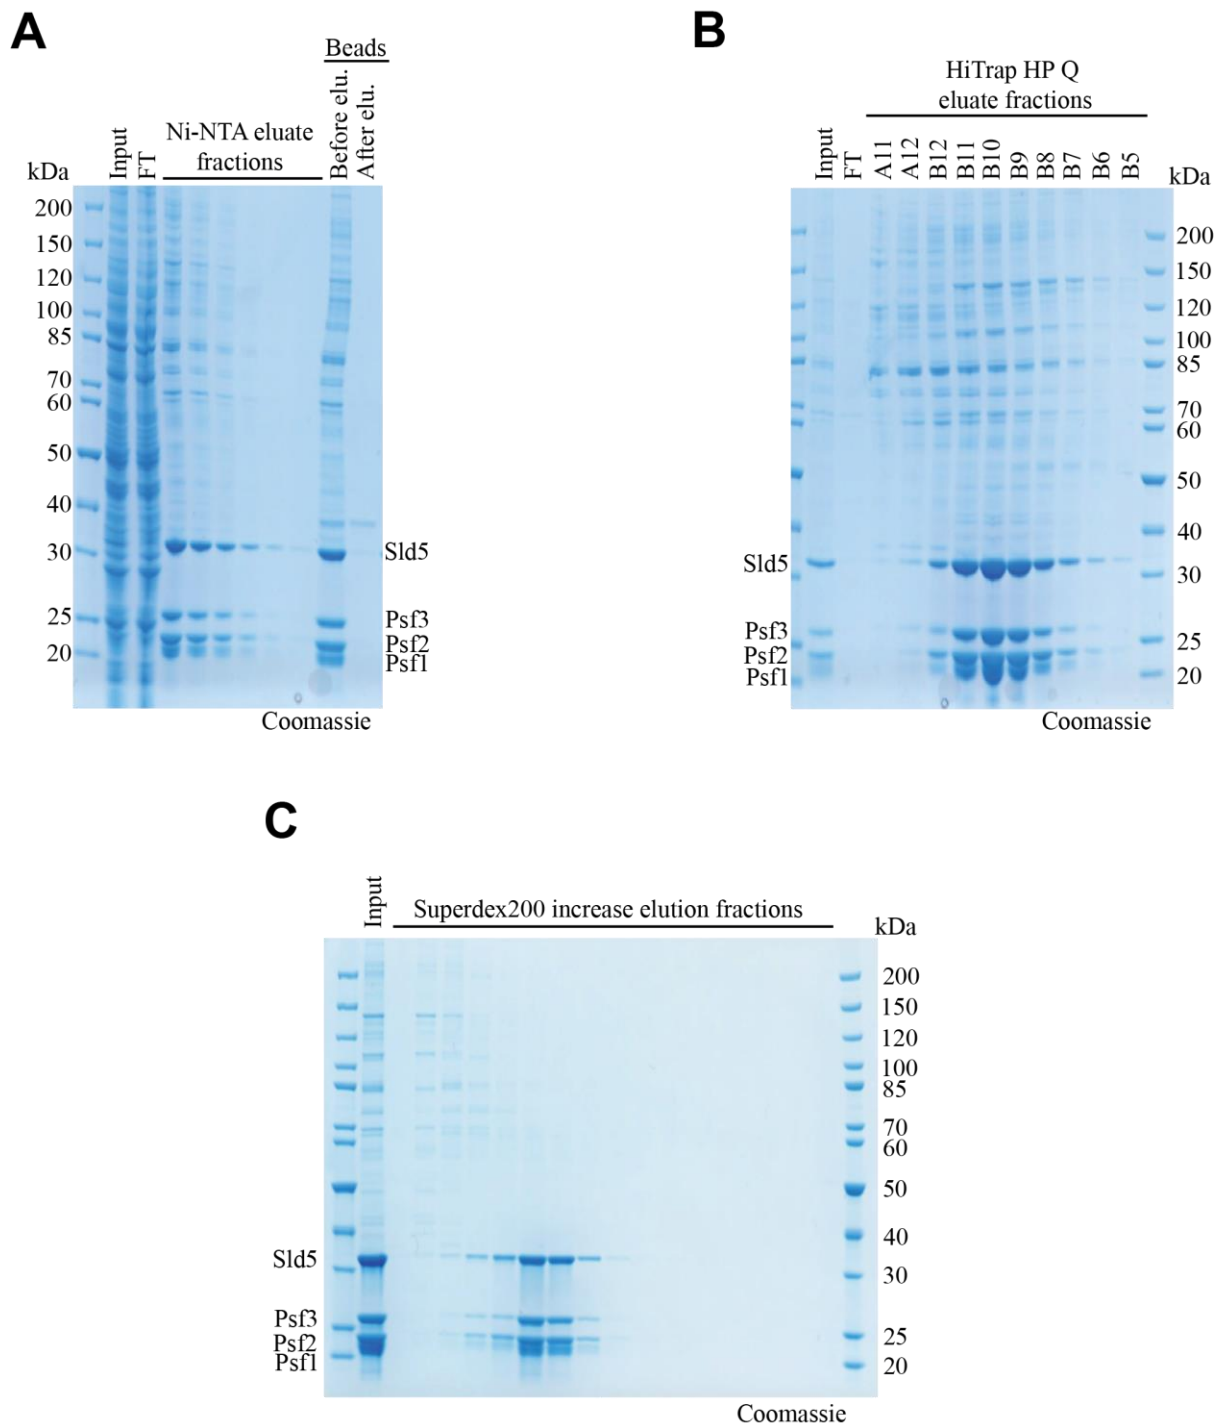 A
Beads
Ni-NTA eluate
fractions
Input
FT
Before elu.
After elu.
kDa
200
150
120
100
85
70
60
50
40
30
25
20
Sld5
Psf3
Psf2
Psf1
Coomassie
B
HiTrap HP Q
eluate fractions
Input
FT
A11
A12
B12
B11
B10
B9
B8
B7
B6
B5
kDa
200
150
120
100
85
70
60
50
40
30
25
20
Sld5
Psf3
Psf2
Psf1
Coomassie
C
Input
Superdex200 increase elution fractions
kDa
200
150
120
100
85
70
60
50
40
30
25
20
Sld5
Psf3
Psf2
Psf1
Coomassie